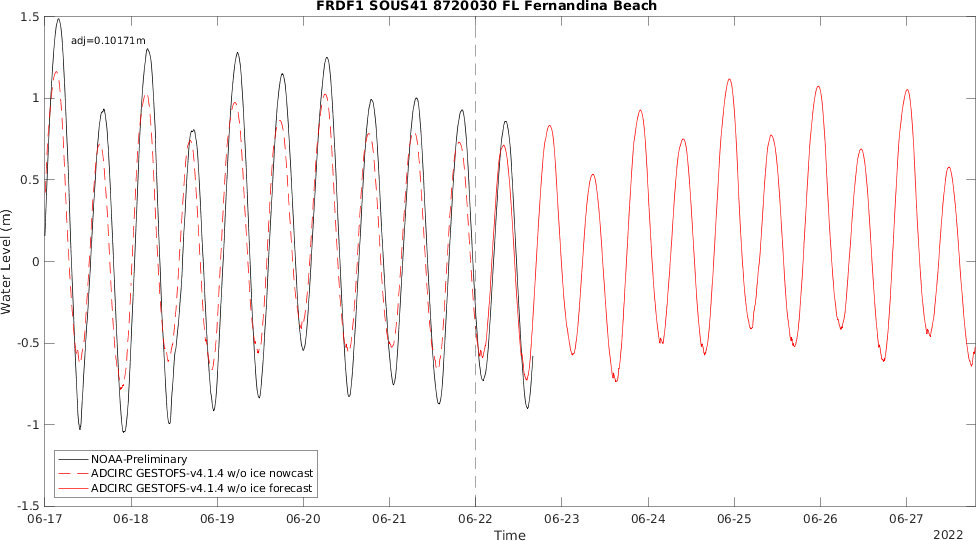 FRDF1 SOUS41 8720030 FL Fernandina Beach
adj=0.10171m
1.5
1
0.5
0
-0.5
-1
-1.5
Water Level (m)
NOAA-Preliminary
ADCIRC GESTOFS-v4.1.4 w/o ice nowcast
ADCIRC GESTOFS-v4.1.4 w/o ice forecast
06-17 06-18 06-19 06-20 06-21 06-22 06-23 06-24 06-25 06-26 06-27
Time
2022